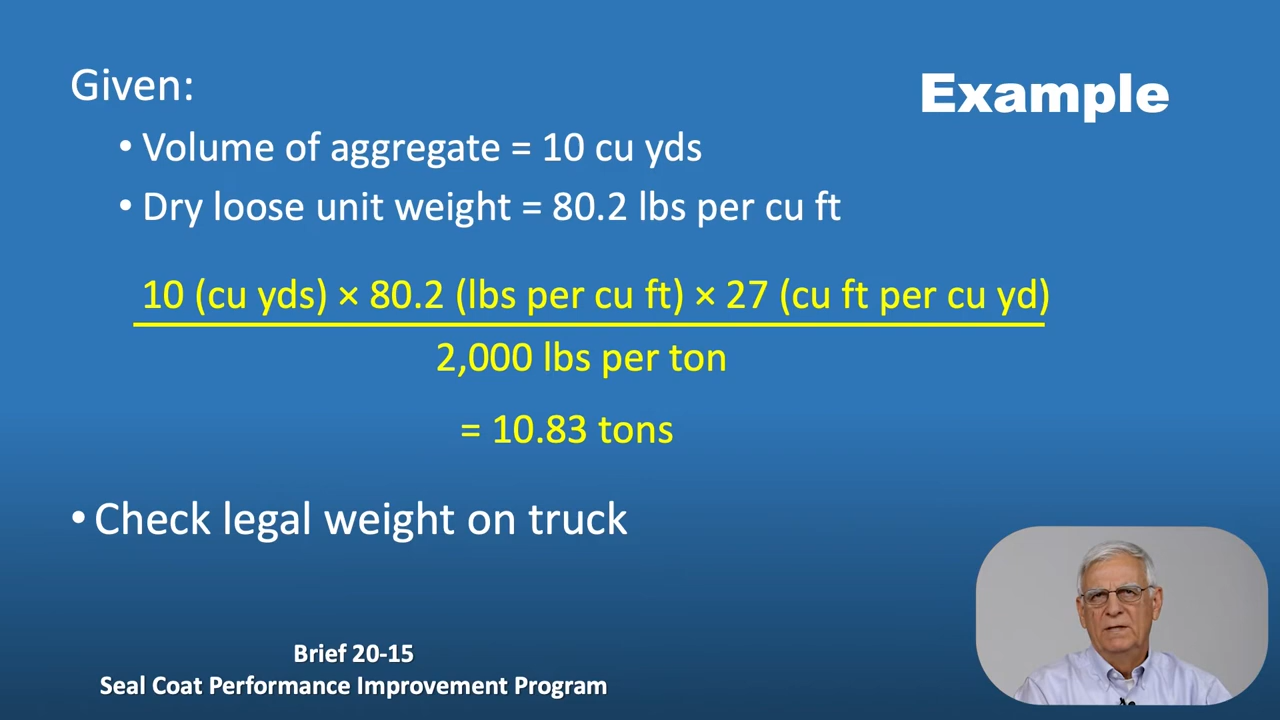 Given:
Example
• Volume of aggregate = 10 cu yds
• Dry loose unit weight = 80.2 lbs per cu ft
10 (cu yds) × 80.2 (lbs per cu ft) × 27 (cu ft per cu yd)
2,000 lbs per ton
= 10.83 tons
• Check legal weight on truck
Brief 20-15
Seal Coat Performance Improvement Program